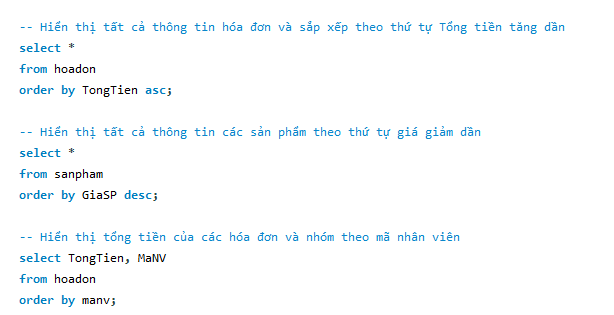 -- Hiển thị tất cả thông tin hóa đơn và sắp xếp theo thứ tự Tổng tiền tăng dần
select *
from hoadon
order by TongTien asc;
-- Hiển thị tất cả thông tin các sản phẩm theo thứ tự giá giảm dần
select *
from sanpham
order by GiaSP desc;
-- Hiển thị tổng tiền của các hóa đơn và nhóm theo mã nhân viên
select TongTien, MaNV
from hoadon
order by manv;